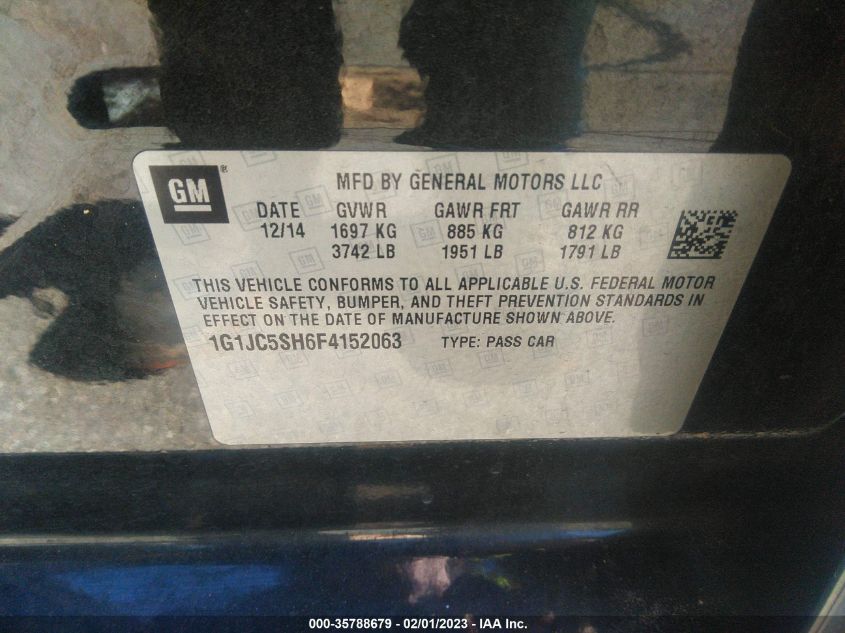 GM®
MFD BY GENERAL MOTORS LLC
DATE GVWR GAWR FRT GAWR RR
12/14 1697 KG 885 KG 812 KG
3742 LB 1951 LB 1791 LB
THIS VEHICLE CONFORMS TO ALL APPLICABLE U.S. FEDERAL MOTOR
VEHICLE SAFETY, BUMPER, AND THEFT PREVENTION STANDARDS IN
EFFECT ON THE DATE OF MANUFACTURE SHOWN ABOVE.
1G1JC5SH6F4152063 TYPE: PASS CAR
000-35788679 - 02/01/2023 - IAA Inc.